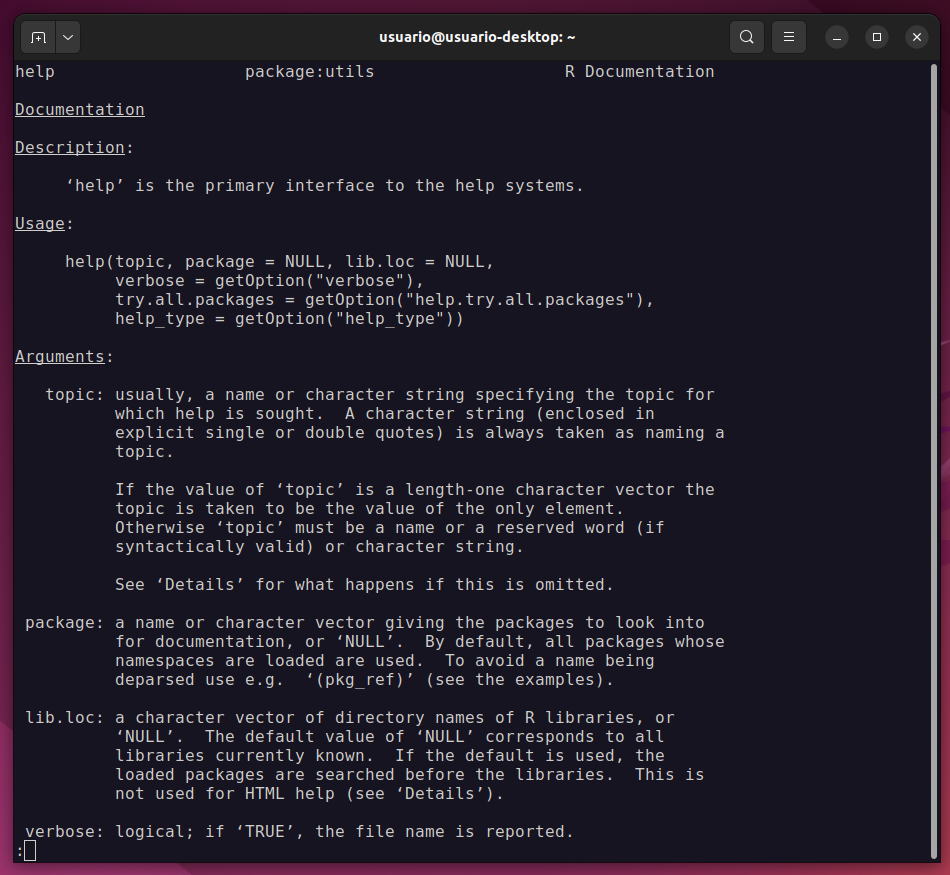 usuario@usuario-desktop: ~
help package:utils R Documentation
Documentation
Description:
‘help’ is the primary interface to the help systems.
Usage:
help(topic, package = NULL, lib.loc = NULL,
verbose = getOption("verbose"),
try.all.packages = getOption("help.try.all.packages"),
help_type = getOption("help_type"))
Arguments:
topic: usually, a name or character string specifying the topic for
which help is sought.  A character string (enclosed in
explicit single or double quotes) is always taken as naming a
topic.
If the value of ‘topic’ is a length-one character vector the
topic is taken to be the value of the only element.
Otherwise ‘topic’ must be a name or a reserved word (if
syntactically valid) or character string.
See ‘Details’ for what happens if this is omitted.
package: a name or character vector giving the packages to look into
for documentation, or ‘NULL’.  By default, all packages whose
namespaces are loaded are used.  To avoid a name being
deparsed use e.g.  ‘(pkg_ref)’ (see the examples).
lib.loc: a character vector of directory names of R libraries, or
‘NULL’.  The default value of ‘NULL’ corresponds to all
libraries currently known.  If the default is used, the
loaded packages are searched before the libraries.  This is
not used for HTML help (see ‘Details’).
verbose: logical; if ‘TRUE’, the file name is reported.
: